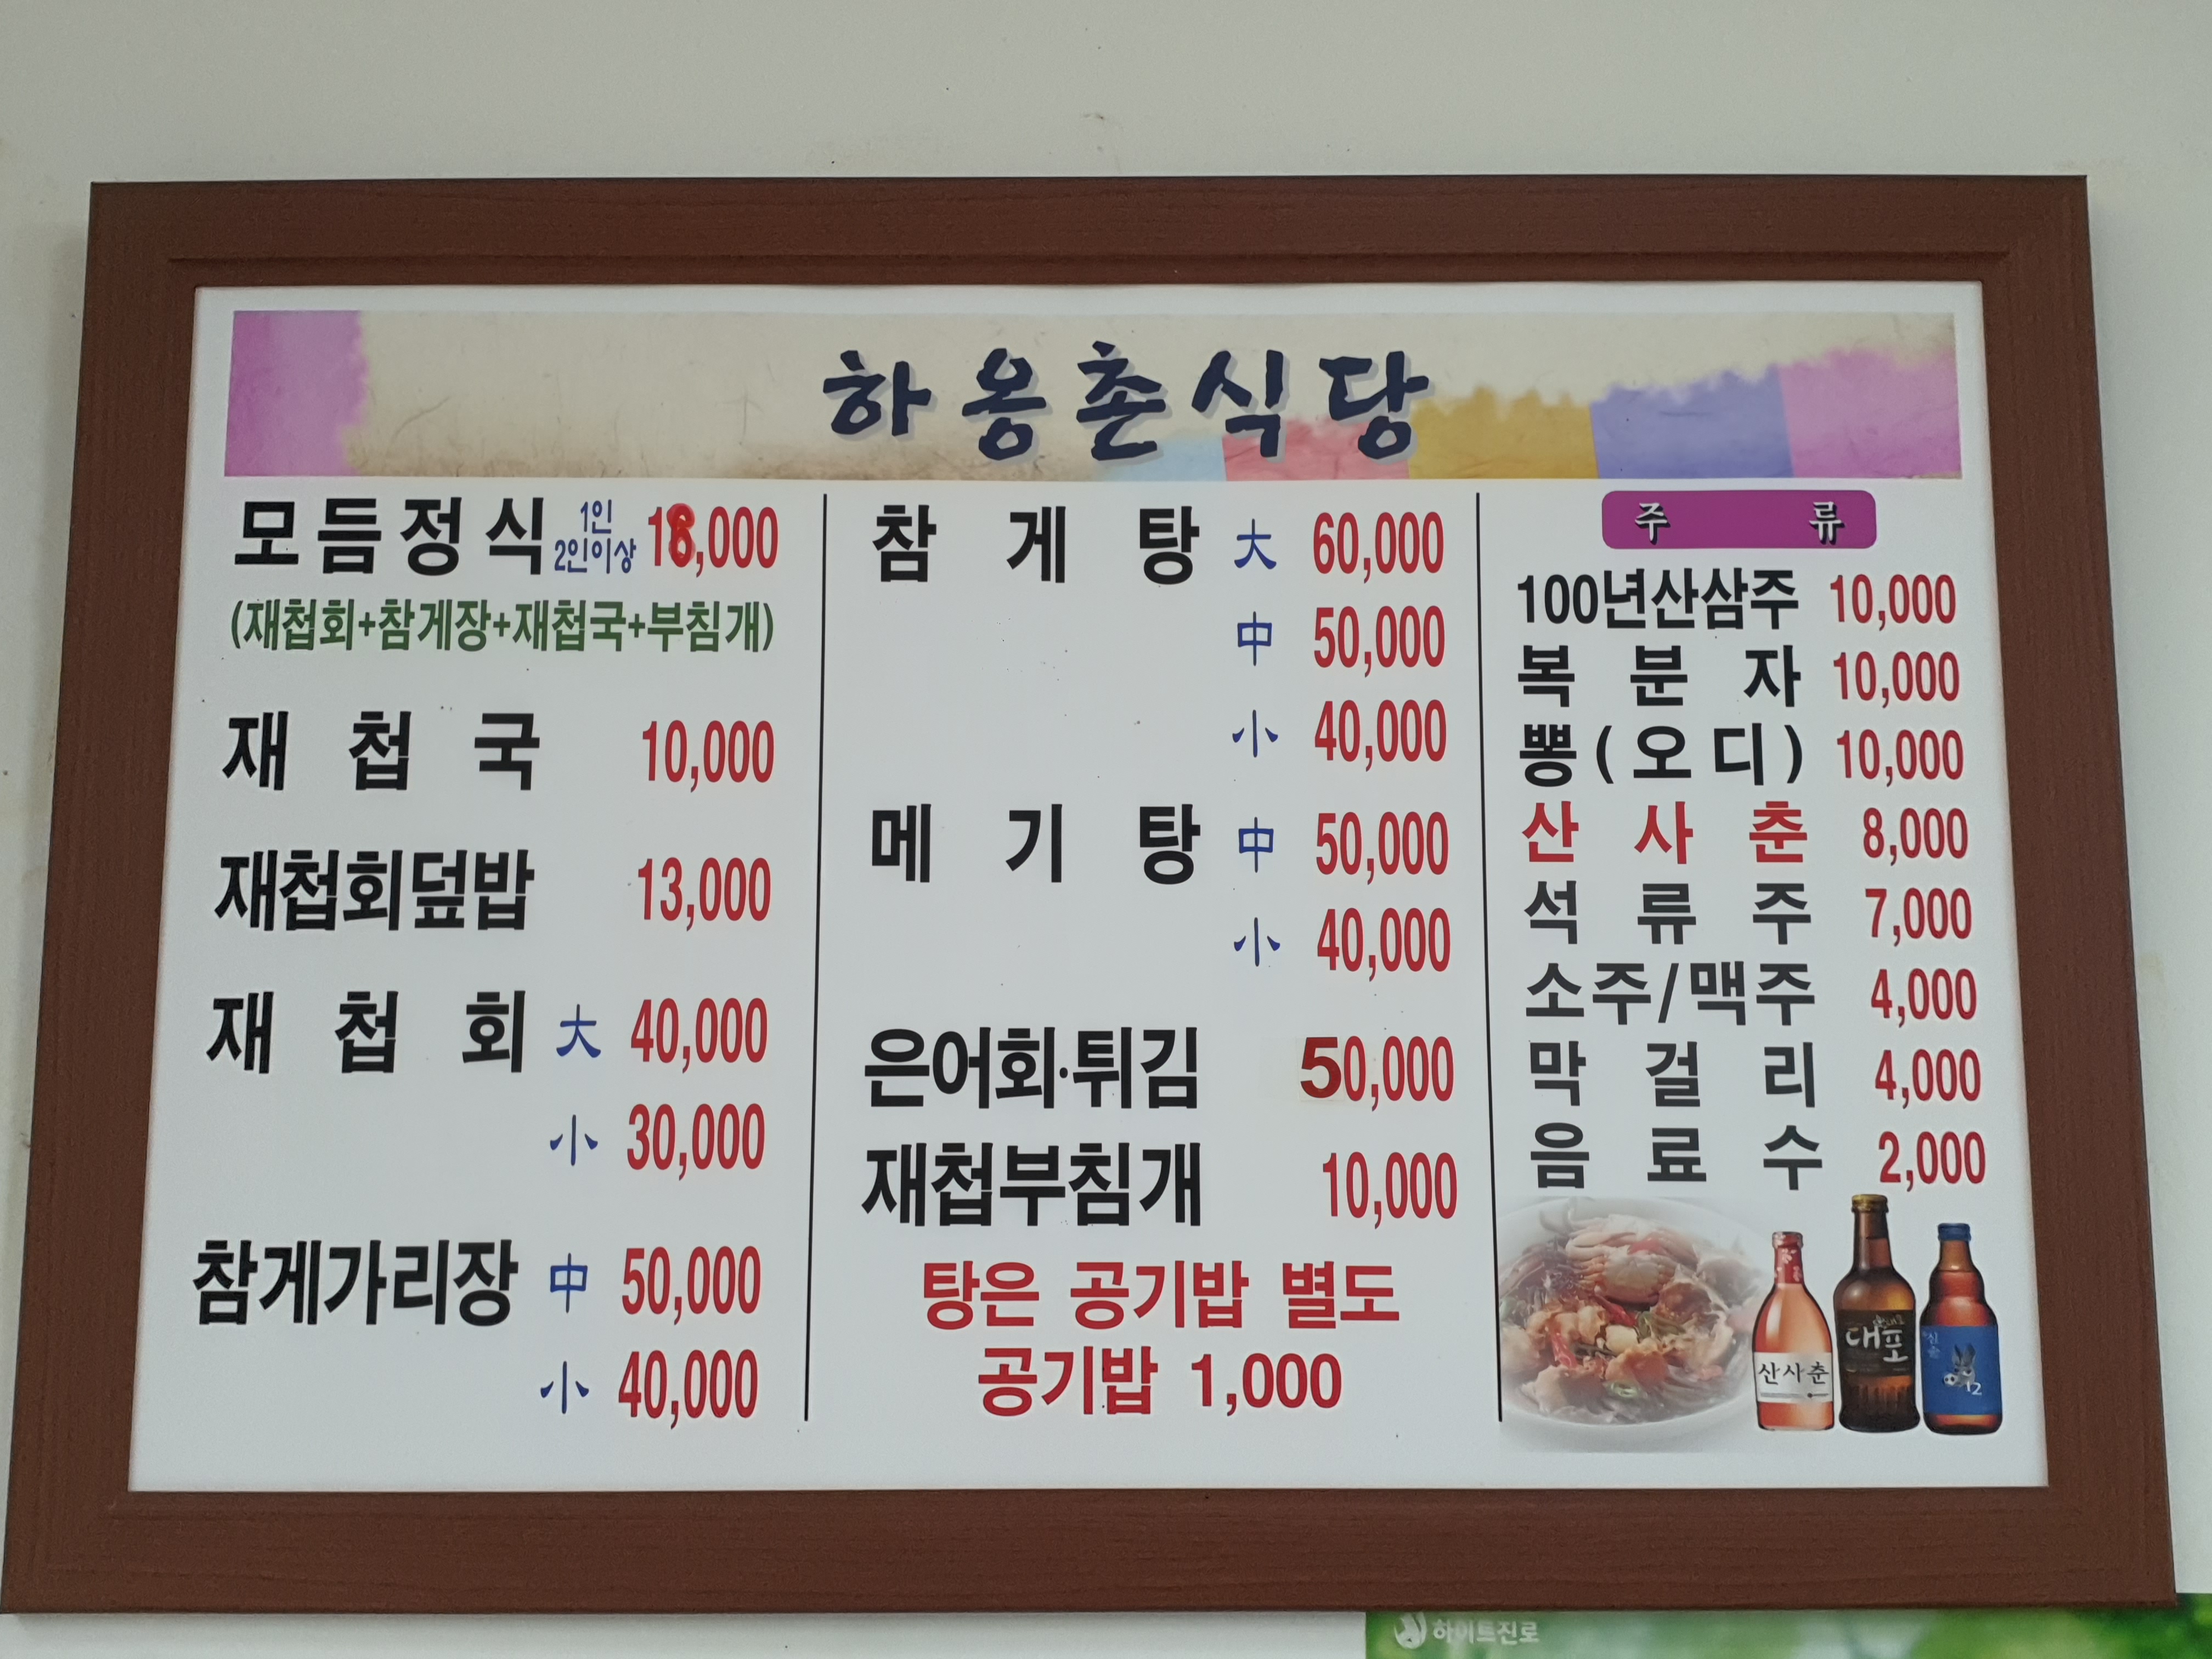 하옹촌식당
모듬정식 1인 2인이상 18,000
(재첩회+참게장+재첩국+부침개)
재첩국 10,000
재첩회덮밥 13,000
재첩회 大 40,000
小 30,000
참게가리장 中 50,000
小 40,000
참게탕 大 60,000
中 50,000
小 40,000
메기탕 中 50,000
小 40,000
은어회·튀김 50,000
재첩부침개 10,000
탕은 공기밥 별도
공기밥 1,000
주류
100년산삼주 10,000
복분자 10,000
뽕(오디) 10,000
산사춘 8,000
석류주 7,000
소주/맥주 4,000
막걸리 4,000
음료수 2,000
산사춘
대포
12
하이트진로